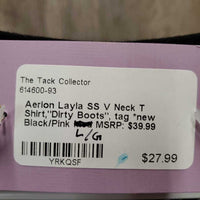 The Tack Collector
614600-93
Aerion Layla SS V Neck T
Shirt,"Dirty Boots", tag *new
Black/Pink MSRP: $39.99
L/G
YRKQSF
$27.99